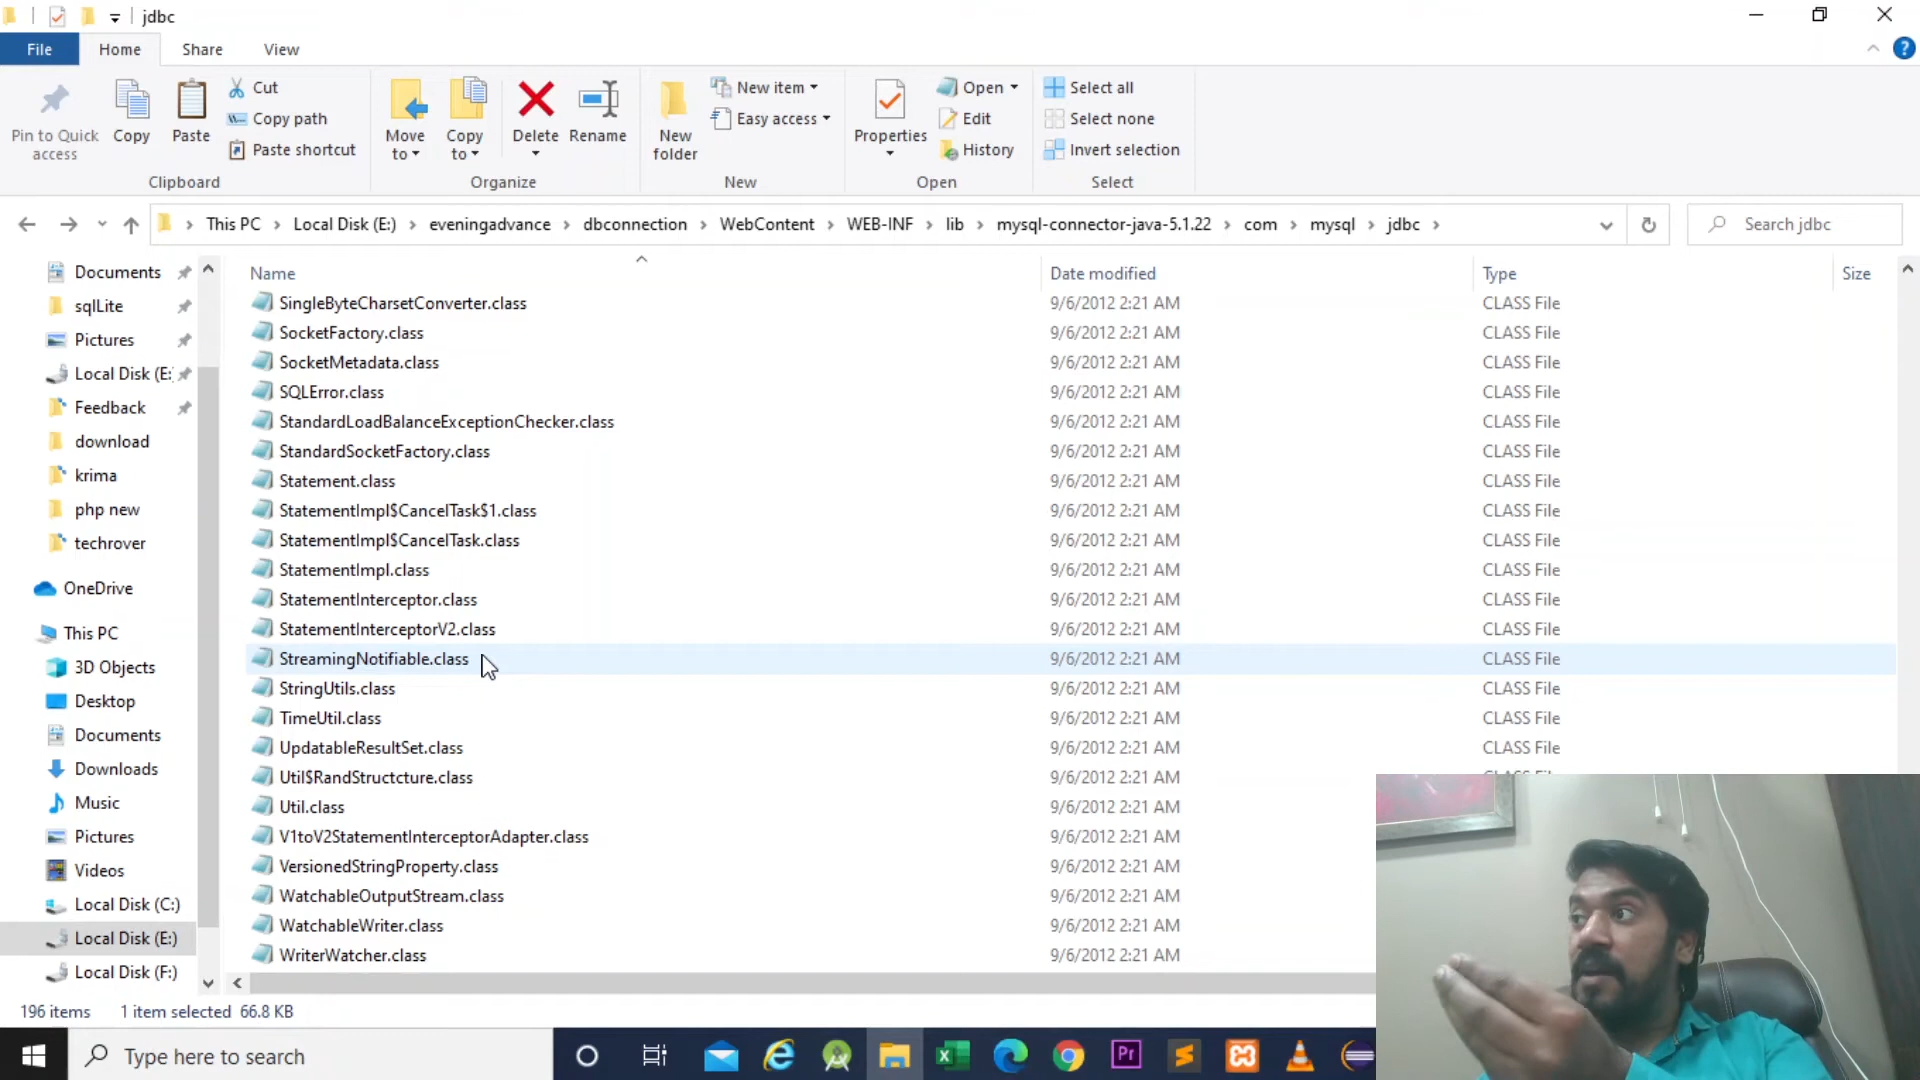 jdbc
File Home Share View
Pin to Quick access
Copy
Paste
Cut
Copy path
Paste shortcut
Clipboard
Move to
Copy to
Delete
Rename
Organize
New folder
New item
Easy access
New
Properties
Open
Edit
History
Open
Select all
Select none
Invert selection
Select
This PC > Local Disk (E:) > eveningadvance > dbconnection > WebContent > WEB-INF > lib > mysql-connector-java-5.1.22 > com > mysql > jdbc >
Search jdbc
Documents
sqlLite
Pictures
Local Disk (E:
Feedback
download
krima
php new
techrover
OneDrive
This PC
3D Objects
Desktop
Documents
Downloads
Music
Pictures
Videos
Local Disk (C:)
Local Disk (E:)
Local Disk (F:)
Name Date modified Type Size
SingleByteCharsetConverter.class 9/6/2012 2:21 AM CLASS File
SocketFactory.class 9/6/2012 2:21 AM CLASS File
SocketMetadata.class 9/6/2012 2:21 AM CLASS File
SQLError.class 9/6/2012 2:21 AM CLASS File
StandardLoadBalanceExceptionChecker.class 9/6/2012 2:21 AM CLASS File
StandardSocketFactory.class 9/6/2012 2:21 AM CLASS File
Statement.class 9/6/2012 2:21 AM CLASS File
StatementImpl$CancelTask$1.class 9/6/2012 2:21 AM CLASS File
StatementImpl$CancelTask.class 9/6/2012 2:21 AM CLASS File
StatementImpl.class 9/6/2012 2:21 AM CLASS File
StatementInterceptor.class 9/6/2012 2:21 AM CLASS File
StatementInterceptorV2.class 9/6/2012 2:21 AM CLASS File
StreamingNotifiable.class 9/6/2012 2:21 AM CLASS File
StringUtils.class 9/6/2012 2:21 AM CLASS File
TimeUtil.class 9/6/2012 2:21 AM CLASS File
UpdatableResultSet.class 9/6/2012 2:21 AM CLASS File
Util$RandStructcture.class 9/6/2012 2:21 AM
Util.class 9/6/2012 2:21 AM
V1toV2StatementInterceptorAdapter.class 9/6/2012 2:21 AM
VersionedStringProperty.class 9/6/2012 2:21 AM
WatchableOutputStream.class 9/6/2012 2:21 AM
WatchableWriter.class 9/6/2012 2:21 AM
WriterWatcher.class 9/6/2012 2:21 AM
196 items 1 item selected 66.8 KB
Type here to search
Pr